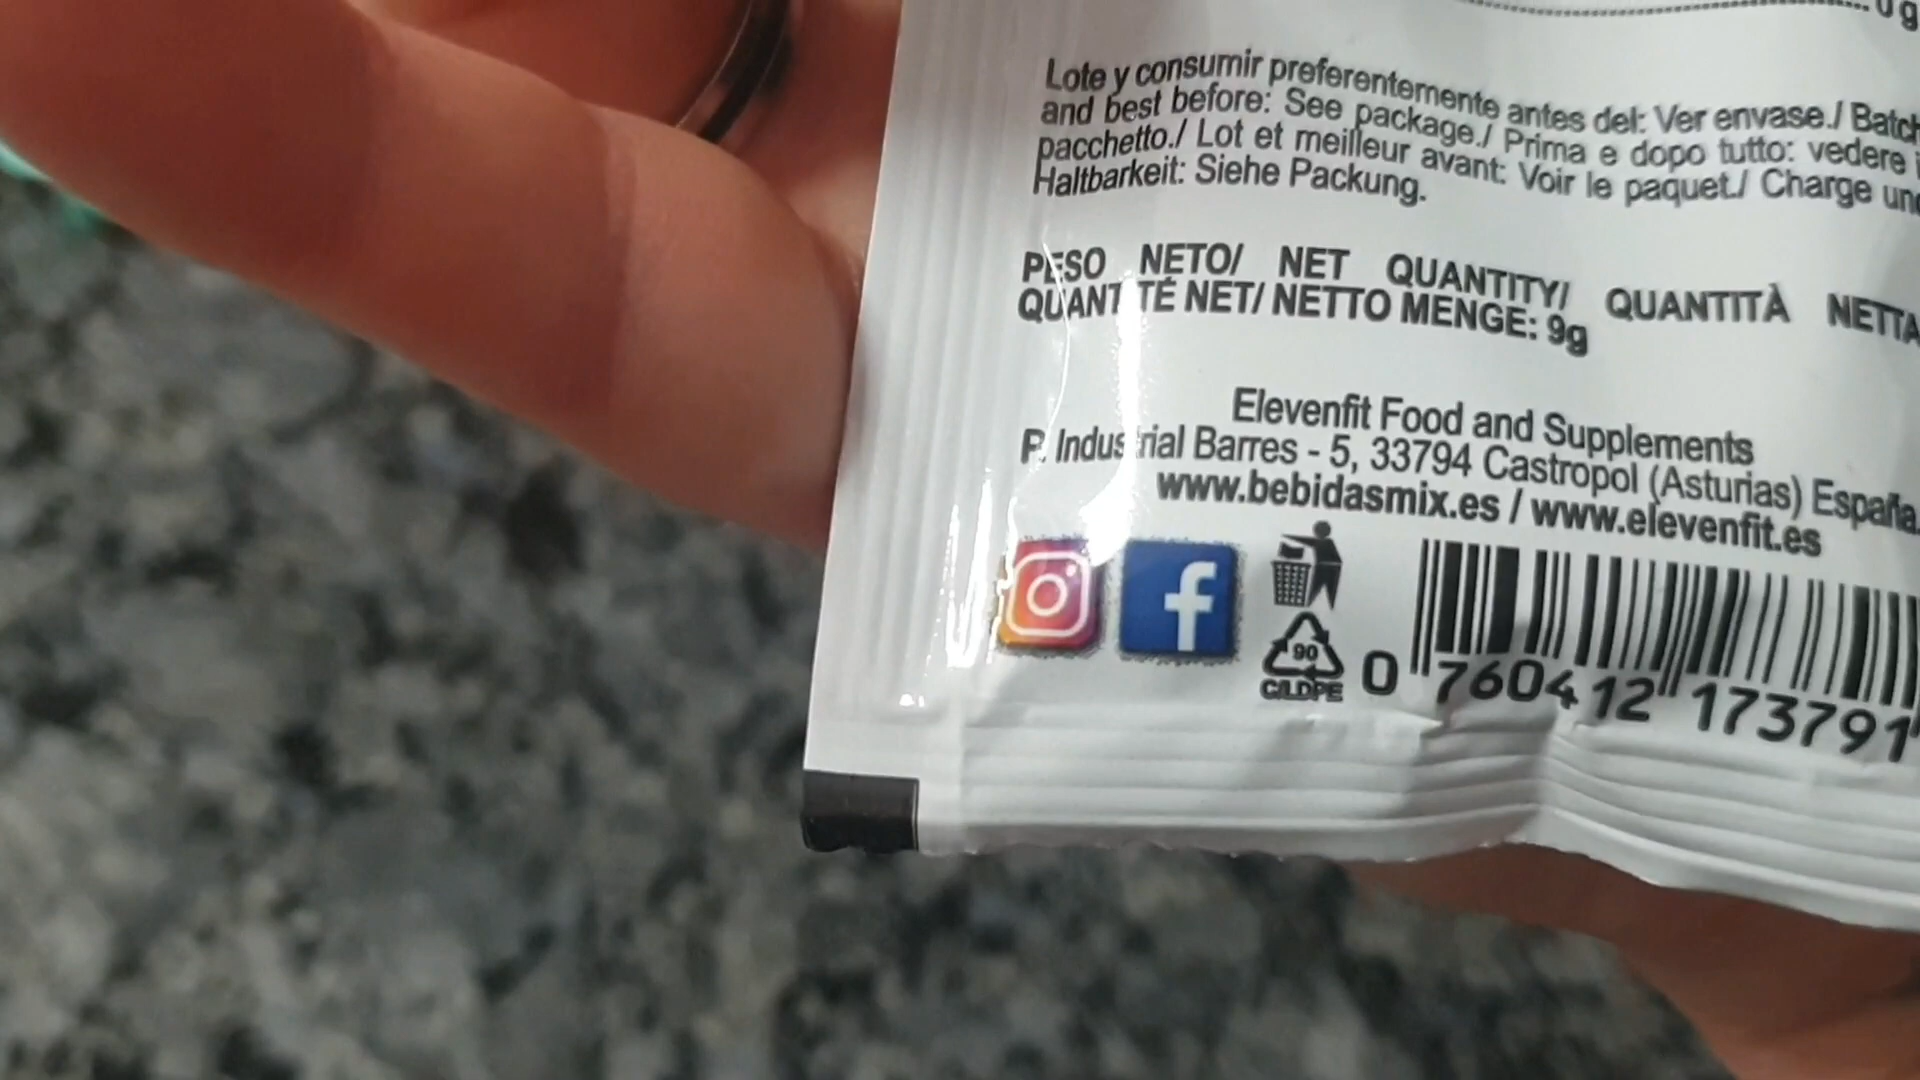 0 g
Lote y consumir preferentemente antes del: Ver envase./ Batch
and best before: See package./ Prima e dopo tutto: vedere
pacchetto./ Lot et meilleur avant: Voir le paquet./ Charge
Haltbarkeit: Siehe Packung.
PESO NETO/ NET QUANTITY/ QUANTITÀ NETTA
QUANTITÉ NET/ NETTO MENGE: 9g
Elevenfit Food and Supplements
P. Industrial Barres - 5, 33794 Castropol (Asturias) España.
www.bebidasmix.es / www.elevenfit.es
90
C/LDPE
0 760412 173791